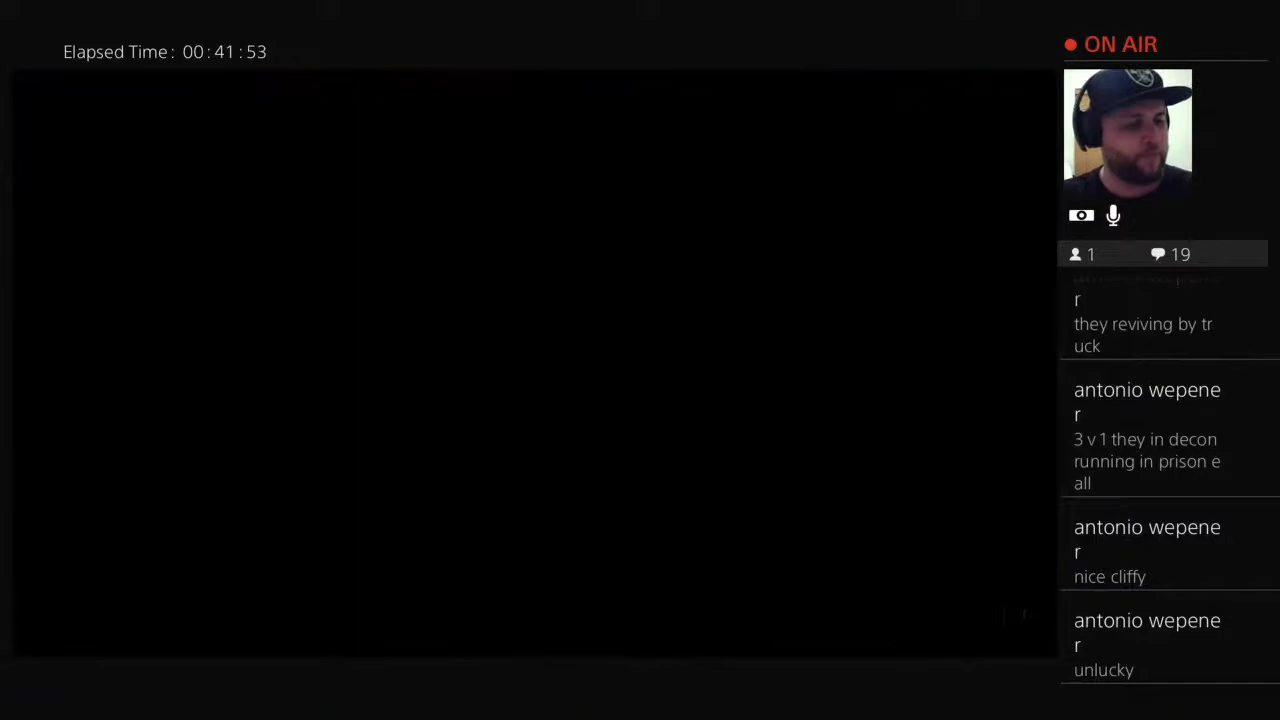 Elapsed Time: 00:41:53
ON AIR
1 19
r
they reviving by tr
uck
antonio wepene
r
3 v 1 they in decon
running in prison e
all
antonio wepene
r
nice cliffy
antonio wepene
r
unlucky